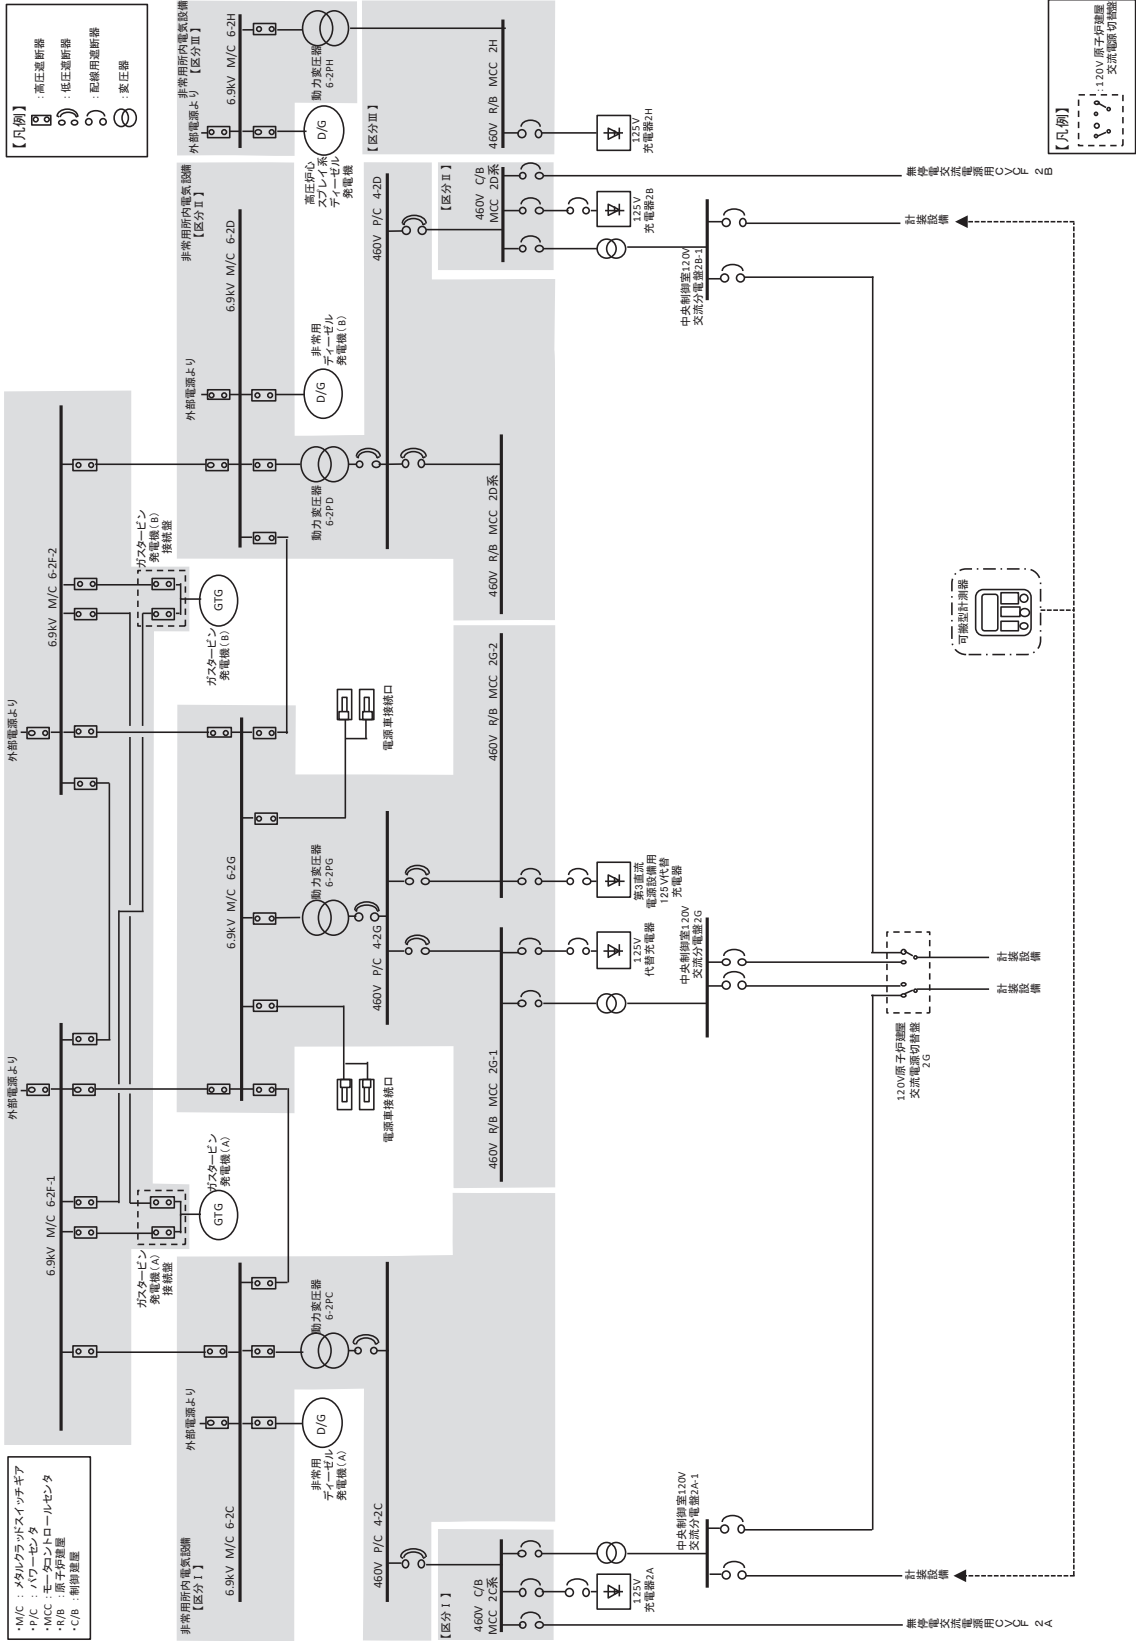 ・M/C : メタルクラッドスイッチギア
・P/C : パワーセンタ
・MCC : モータコントロールセンタ
・R/B : 原子炉建屋
・C/B : 制御建屋
【凡例】
: 高圧遮断器
: 低圧遮断器
: 配線用遮断器
: 変圧器
外部電源より
外部電源より
6.9kV M/C 6-2F-1
6.9kV M/C 6-2F-2
ガスタービン
発電機(A)
接続盤
GTG
ガスタービン
発電機(A)
ガスタービン
発電機(B)
接続盤
GTG
ガスタービン
発電機(B)
非常用所内電気設備
【区分Ⅰ】
外部電源より
6.9kV M/C 6-2C
非常用
ディーゼル
発電機(A)
D/G
動力変圧器
6-2PC
460V P/C 4-2C
【区分Ⅰ】
460V C/B
MCC 2C系
125V
充電器2A
中央制御室120V
交流分電盤2A-1
計装設備
無停電交流電源用CVCF 2A
6.9kV M/C 6-2G
電源車接続口
動力変圧器
6-2PG
電源車接続口
460V P/C 4-2G
460V R/B MCC 2G-1
460V R/B MCC 2G-2
125V
代替充電器
第3直流
電源設備用
125V代替
充電器
中央制御室120V
交流分電盤2G
120V原子炉建屋
交流電源切替盤
2G
計装設備
計装設備
非常用所内電気設備
【区分Ⅱ】
外部電源より
6.9kV M/C 6-2D
動力変圧器
6-2PD
非常用
ディーゼル
発電機(B)
D/G
460V P/C 4-2D
460V R/B MCC 2D系
【区分Ⅱ】
460V C/B
MCC 2D系
125V
充電器2B
中央制御室120V
交流分電盤2B-1
計装設備
無停電交流電源用CVCF 2B
非常用所内電気設備
【区分Ⅲ】
外部電源より
6.9kV M/C 6-2H
高圧炉心
スプレイ系
ディーゼル
発電機
D/G
動力変圧器
6-2PH
【区分Ⅲ】
460V R/B MCC 2H
125V
充電器2H
可搬型計測器
【凡例】
: 120V原子炉建屋
交流電源切替盤